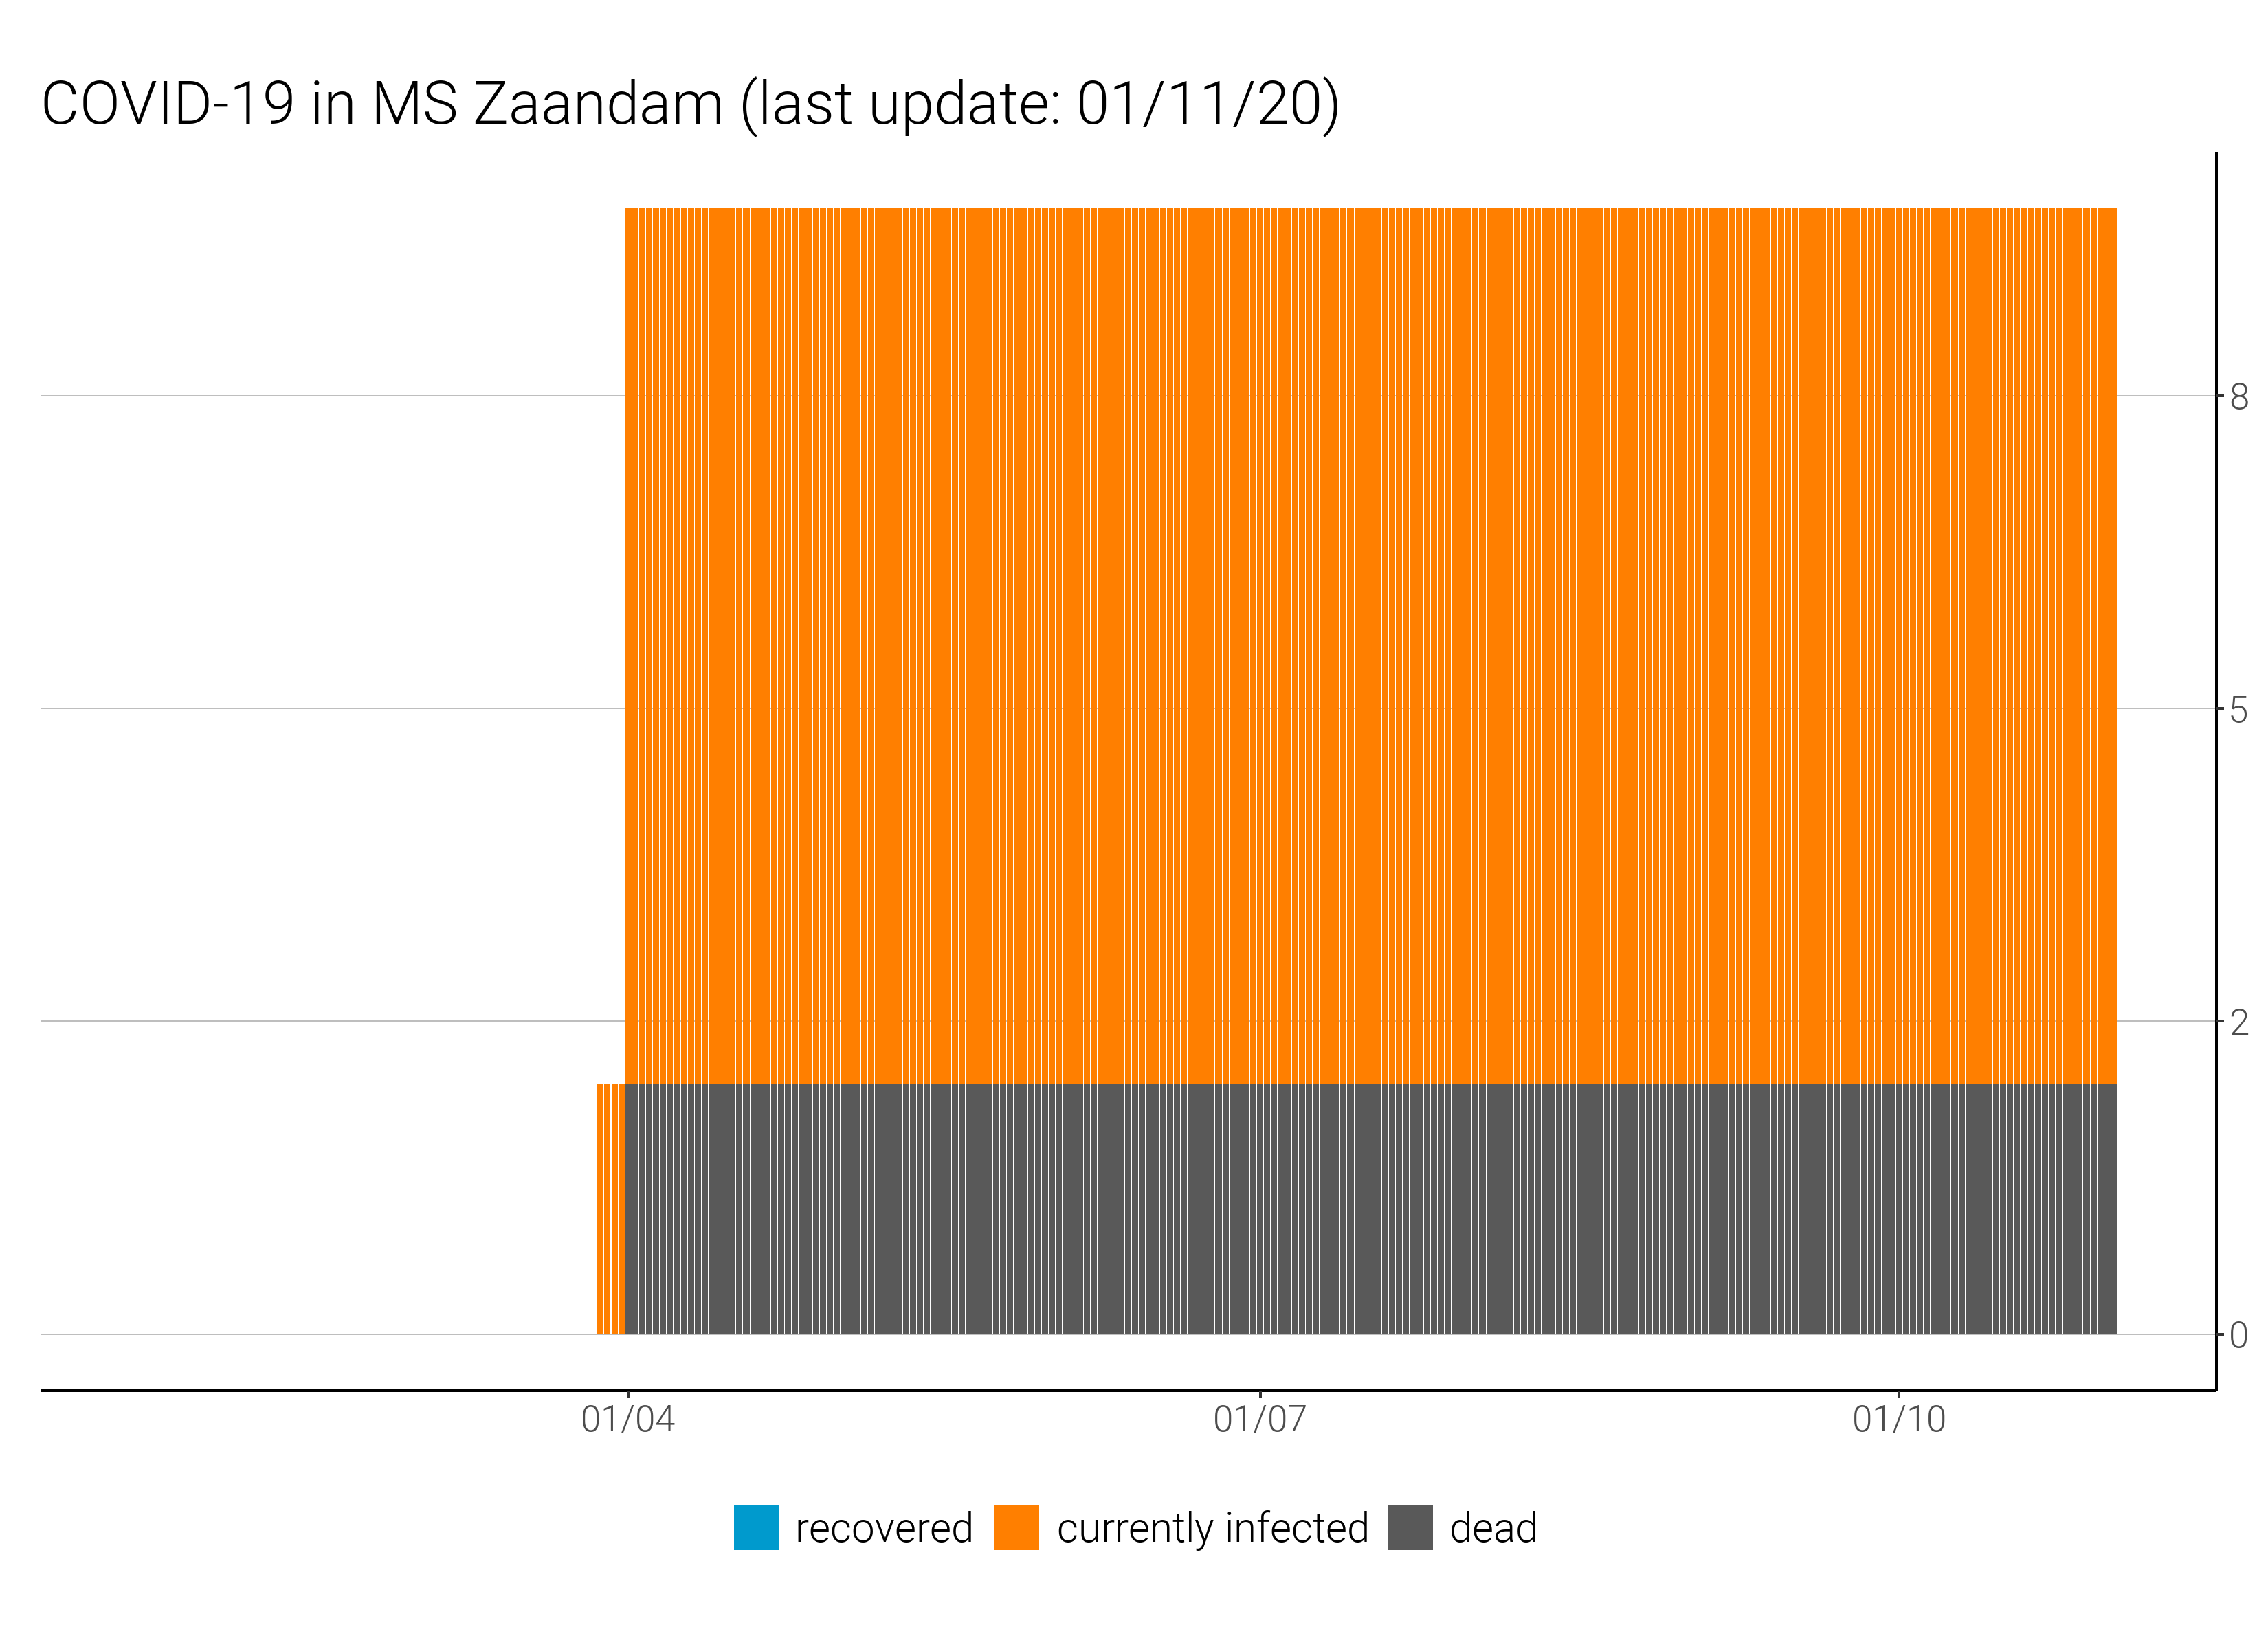 COVID-19 in MS Zaandam (last update: 01/11/20)
8
5
2
0
01/04 01/07 01/10
recovered currently infected dead